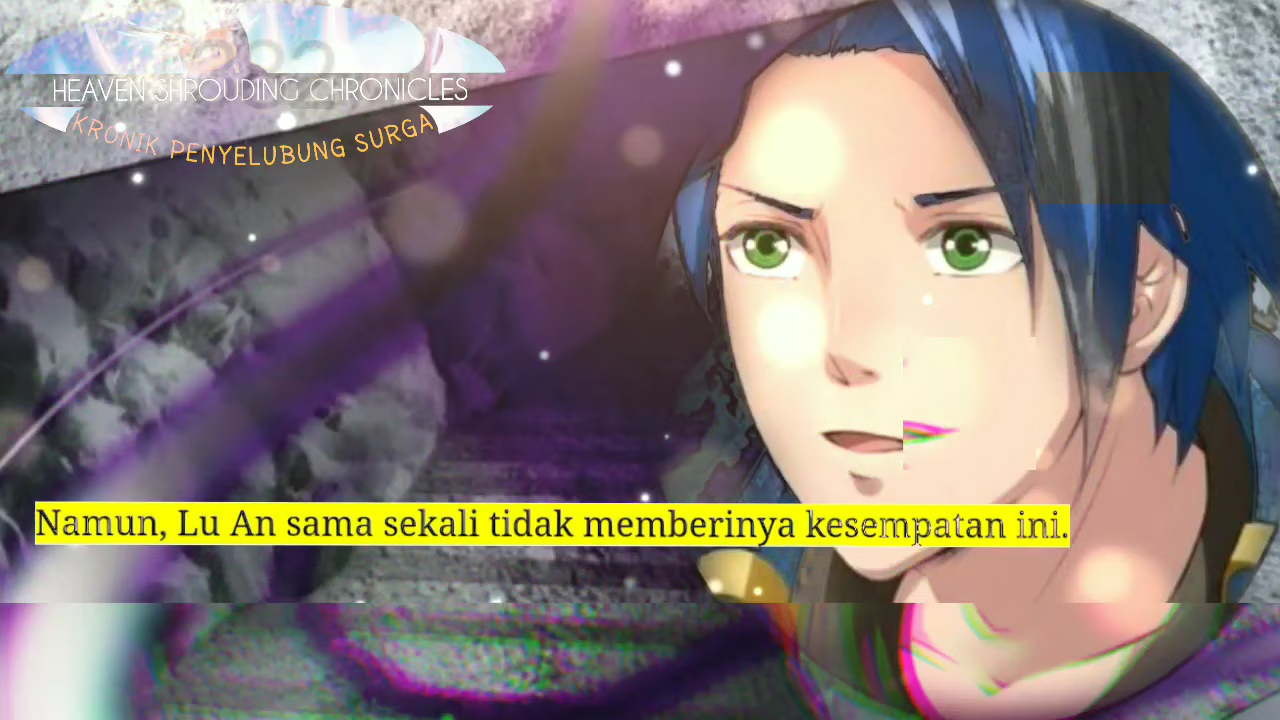 HEAVEN SHROUDING CHRONICLES
KRONIK PENYELUBUNG SURGA
Namun, Lu An sama sekali tidak memberinya kesempatan ini.